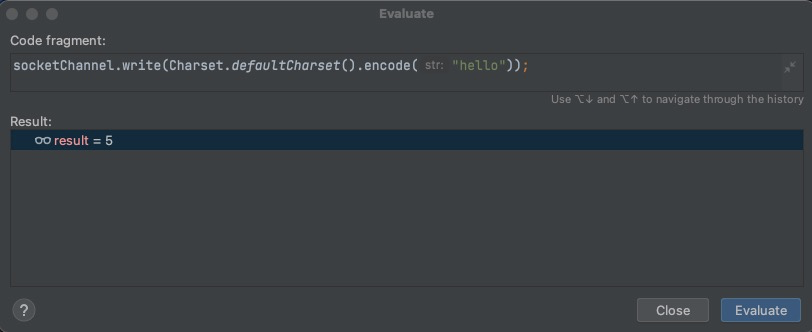 Evaluate
Code fragment:
socketChannel.write(Charset.defaultCharset().encode( str: "hello"));
Use ⌥↓ and ⌥↑ to navigate through the history
Result:
result = 5
? Close Evaluate